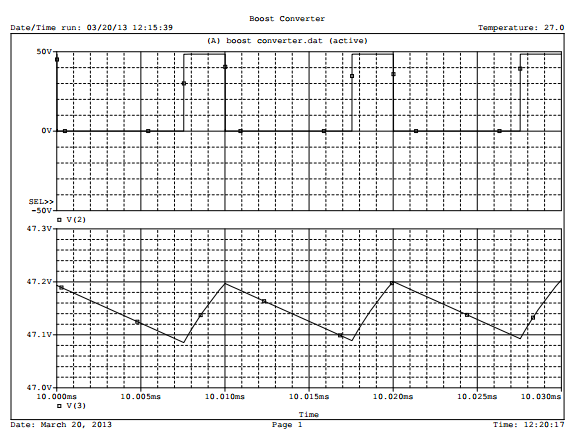 Boost Converter
Date/Time run: 03/20/13 12:15:39 Temperature: 27.0
(A) boost converter.dat (active)
50V
0V
SEL>>
-50V
V(2)
47.3V
47.2V
47.1V
47.0V
10.000ms 10.005ms 10.010ms 10.015ms 10.020ms 10.025ms 10.030ms
V(3)
Time
Date: March 20, 2013 Page 1 Time: 12:20:17